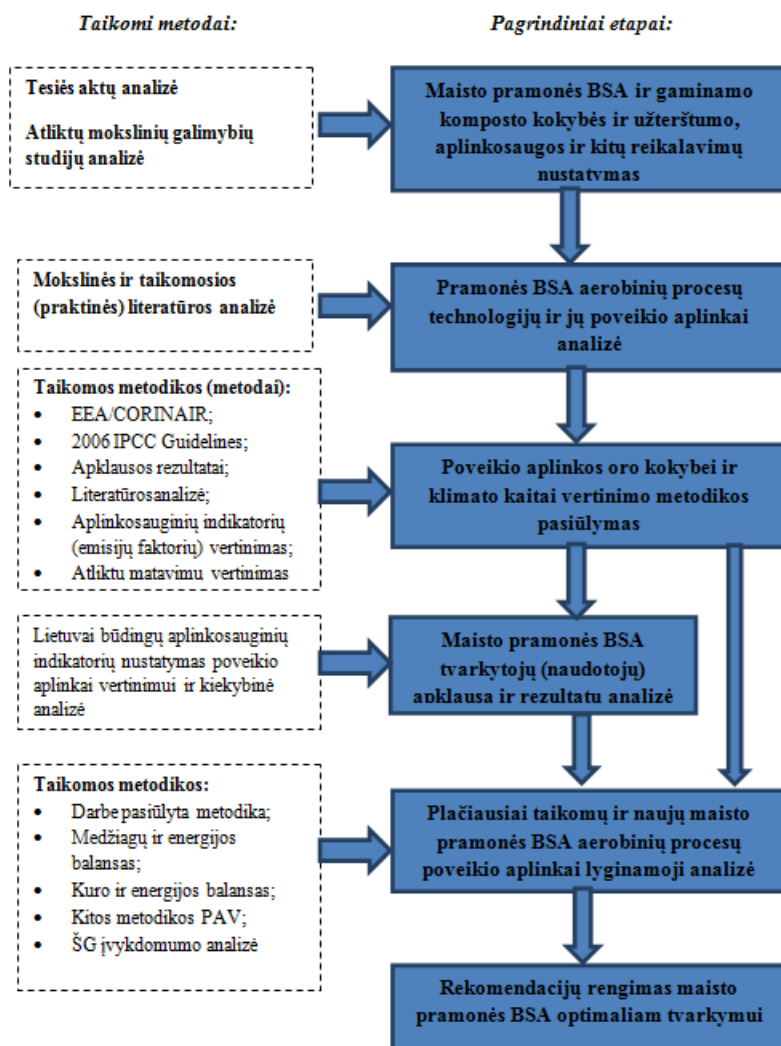 Taikomi metodai:
Pagrindiniai etapai:
Tesiės aktų analizė
Atliktų mokslinių galimybių
studijų analizė
Maisto pramonės BSA ir gaminamo
komposto kokybės ir užterštumo,
aplinkosaugos ir kitų reikalavimų
nustatymas
Mokslinės ir taikomosios
(praktinės) literatūros analizė
Pramonės BSA aerobinių procesų
technologijų ir jų poveikio aplinkai
analizė
Taikomos metodikos (metodai):
• EEA/CORINAIR;
• 2006 IPCC Guidelines;
• Apklausos rezultatai;
• Literatūrosanalizė;
• Aplinkosauginių indikatorių
(emisijų faktorių) vertinimas;
• Atliktu matavimu vertinimas
Poveikio aplinkos oro kokybei ir
klimato kaitai vertinimo metodikos
pasiūlymas
Lietuvai būdingų aplinkosauginių
indikatorių nustatymas poveikio
aplinkai vertinimui ir kiekybinė
analizė
Maisto pramonės BSA
tvarkytojų (naudotojų)
apklausa ir rezultatu analizė
Taikomos metodikos:
• Darbe pasiūlyta metodika;
• Medžiagų ir energijos
balansas;
• Kuro ir energijos balansas;
• Kitos metodikos PAV;
• ŠG įvykdomumo analizė
Plačiausiai taikomų ir naujų maisto
pramonės BSA aerobinių procesų
poveikio aplinkai lyginamoji analizė
Rekomendacijų rengimas maisto
pramonės BSA optimaliam tvarkymui